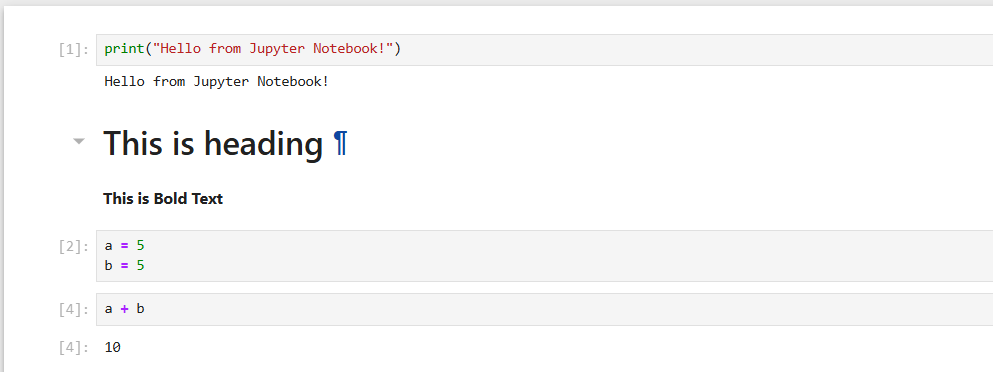 [1]: print("Hello from Jupyter Notebook!")
Hello from Jupyter Notebook!
This is heading ¶
This is Bold Text
[2]: a = 5
b = 5
[4]: a + b
[4]: 10